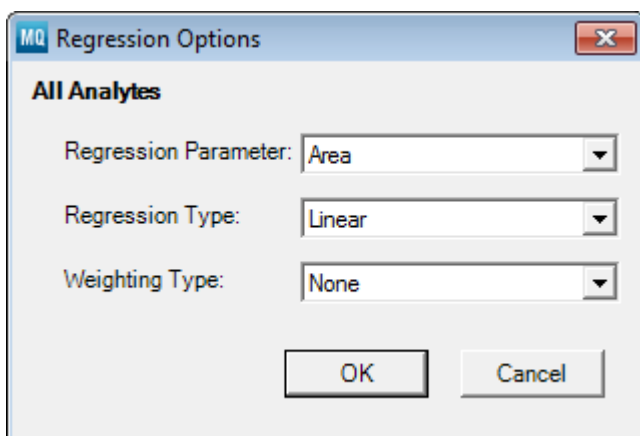 MQ Regression Options
All Analytes
Regression Parameter: Area
Regression Type: Linear
Weighting Type: None
OK Cancel